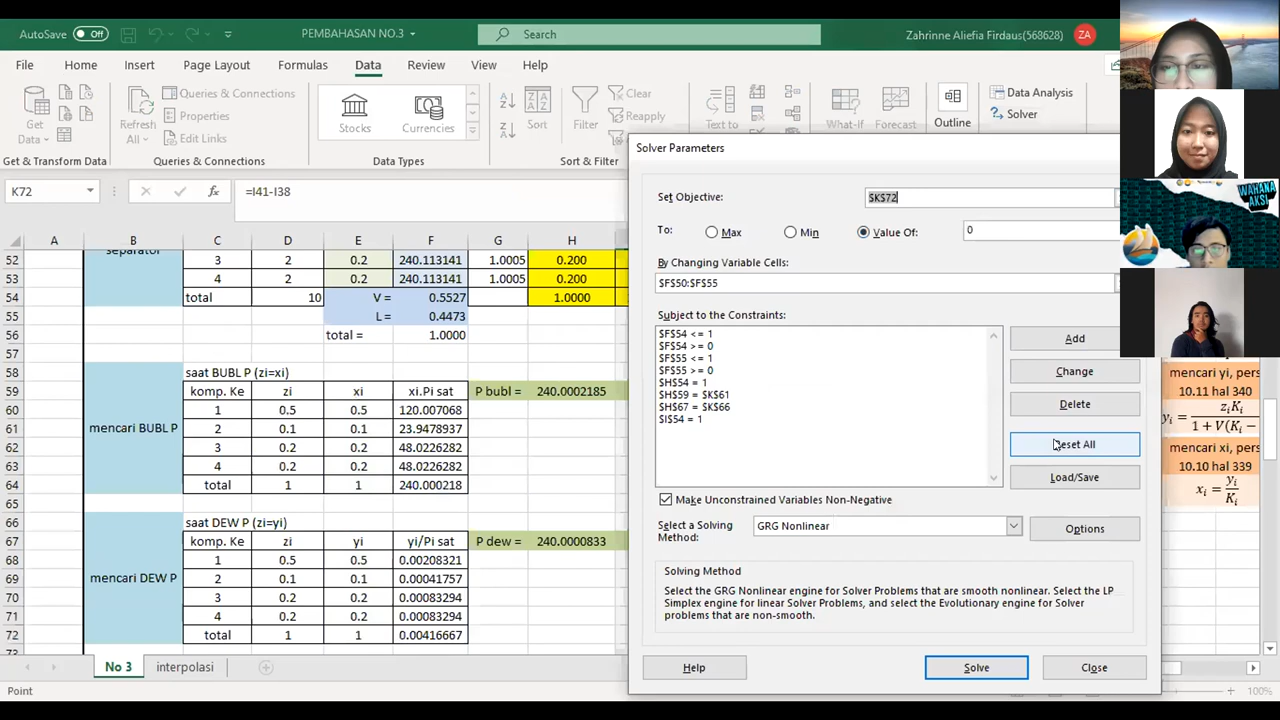 AutoSave Off
PEMBAHASAN NO.3
Search
Zahrinne Aliefia Firdaus(568628) ZA
File Home Insert Page Layout Formulas Data Review View Help
Get Data
Refresh All
Queries & Connections
Properties
Edit Links
Stocks
Currencies
Sort
Filter
Clear
Reapply
Text to
What-if
Forecast
Outline
Data Analysis
Solver
Get & Transform Data
Queries & Connections
Data Types
Sort & Filter
K72 fx =I41-I38
A B C D E F G H
separator
52 3 2 0.2 240.113141 1.0005 0.200
53 4 2 0.2 240.113141 1.0005 0.200
54 total 10 V = 0.5527 1.0000
55 L = 0.4473
56 total = 1.0000
57
58 saat BUBL P (zi=xi)
59 komp. Ke zi xi xi.Pi sat P bubl = 240.0002185
60 1 0.5 0.5 120.007068
61 mencari BUBL P 2 0.1 0.1 23.9478937
62 3 0.2 0.2 48.0226282
63 4 0.2 0.2 48.0226282
64 total 1 1 240.000218
65
66 saat DEW P (zi=yi)
67 komp. Ke zi yi yi/Pi sat P dew = 240.0000833
68 1 0.5 0.5 0.00208321
69 mencari DEW P 2 0.1 0.1 0.00041757
70 3 0.2 0.2 0.00083294
71 4 0.2 0.2 0.00083294
72 total 1 1 0.00416667
No 3 interpolasi
Point
Solver Parameters
Set Objective: $K$72
To: Max Min Value Of: 0
By Changing Variable Cells:
$F$50:$F$55
Subject to the Constraints:
$F$54 <= 1
$F$54 >= 0
$F$55 <= 1
$F$55 >= 0
$H$54 = 1
$H$59 = $K$61
$H$67 = $K$66
$I$54 = 1
Add
Change
Delete
Reset All
Load/Save
Make Unconstrained Variables Non-Negative
Select a Solving Method: GRG Nonlinear
Options
Solving Method
Select the GRG Nonlinear engine for Solver Problems that are smooth nonlinear. Select the LP
Simplex engine for linear Solver Problems, and select the Evolutionary engine for Solver
problems that are non-smooth.
Help Solve Close
WAHANA
AKSI
mencari yi, pers
10.11 hal 340
yi = ziKi / 1 + V(Ki −
mencari xi, pers
10.10 hal 339
xi = yi / Ki
100%